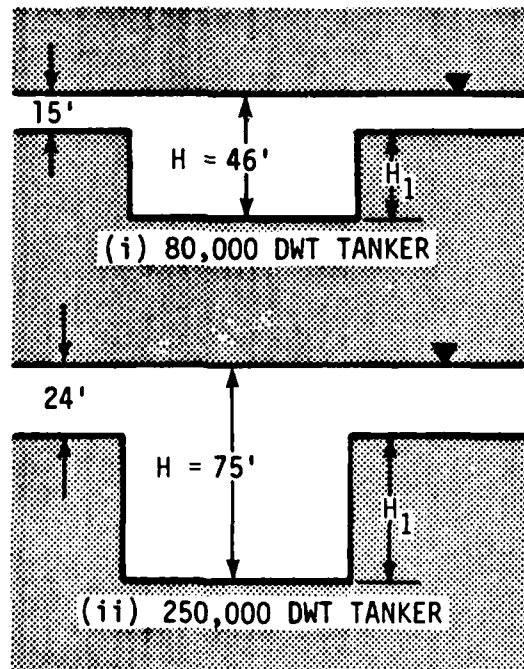 15'
H = 46'
H1
(i) 80,000 DWT TANKER
24'
H = 75'
H1
(ii) 250,000 DWT TANKER